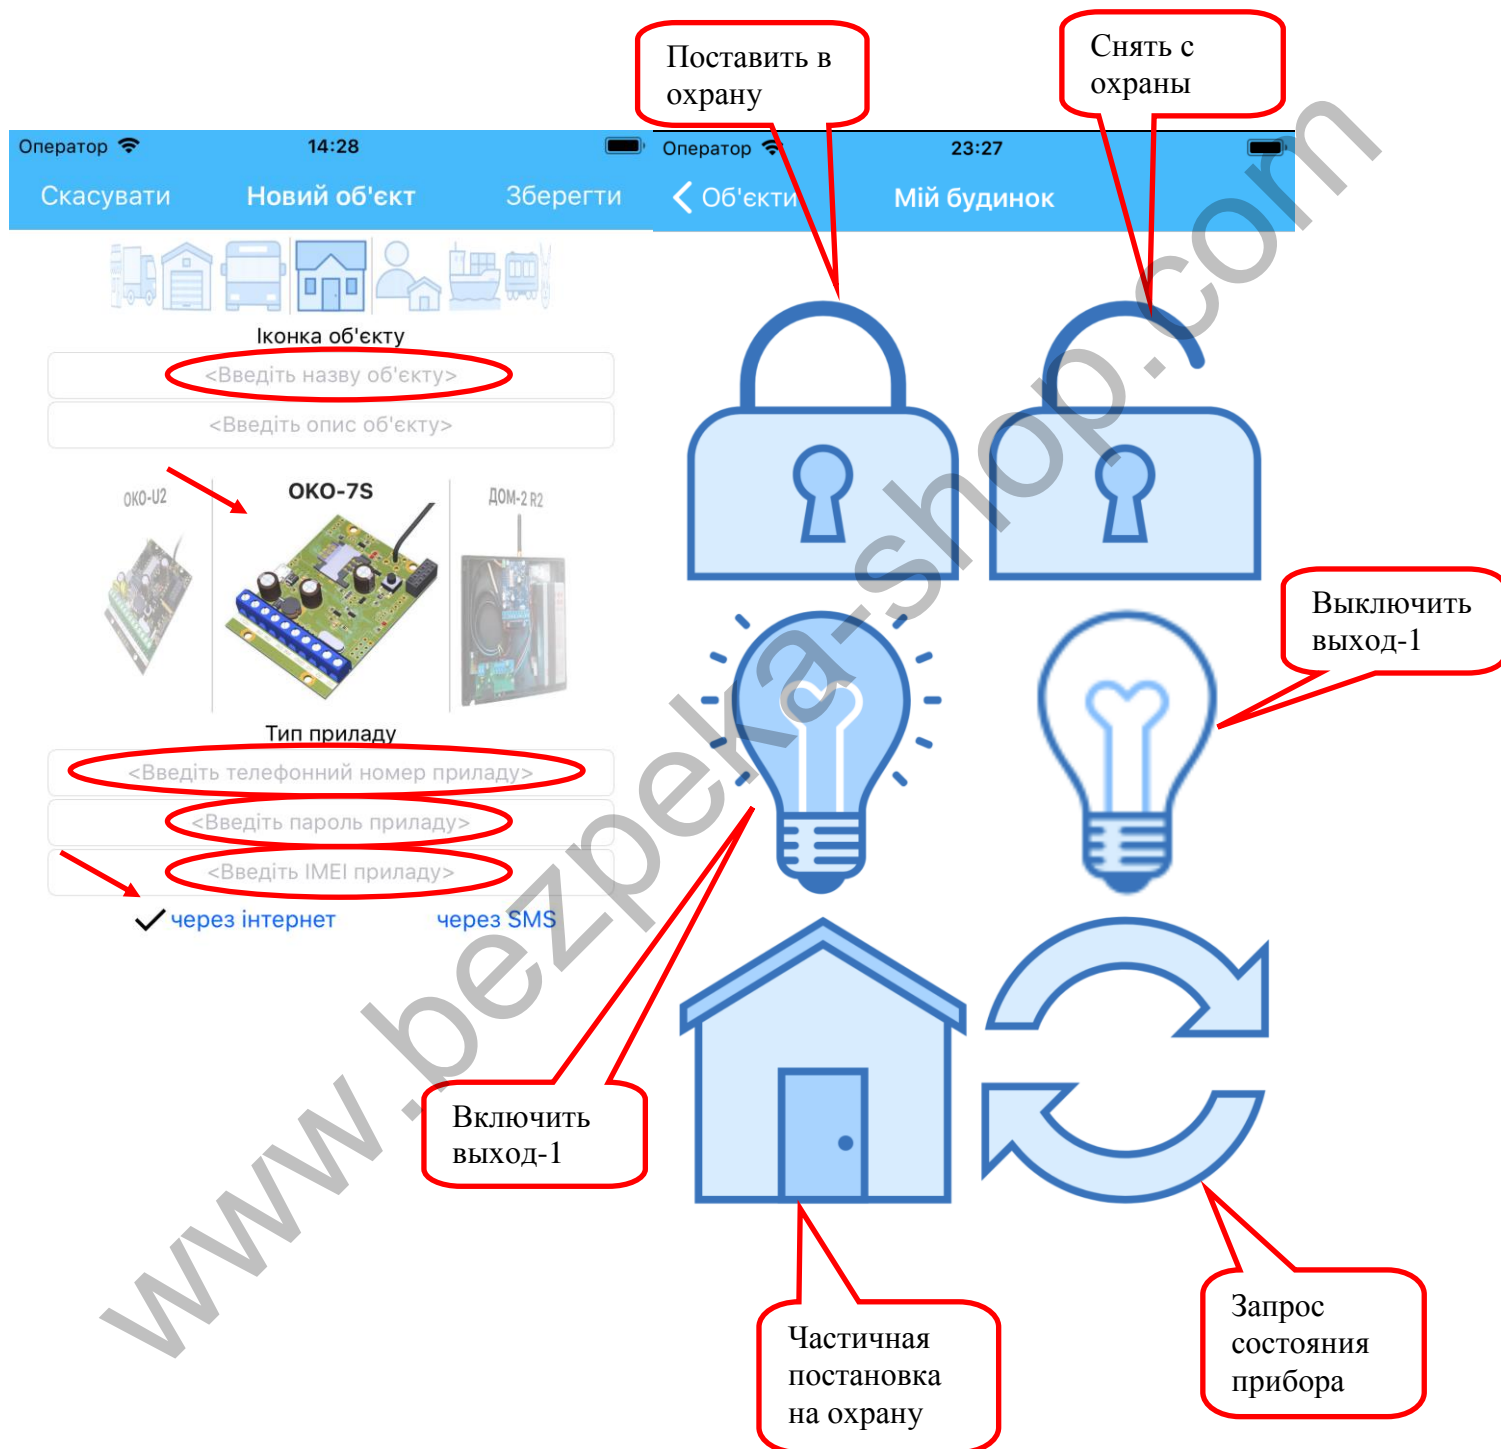 Поставить в
охрану
Снять с
охраны
Оператор
14:28
Скасувати
Новий об'єкт
Зберегти
Іконка об'єкту
<Введіть назву об'єкту>
<Введіть опис об'єкту>
ОКО-U2
ОКО-7S
ДОМ-2 R2
Тип приладу
<Введіть телефонний номер приладу>
<Введіть пароль приладу>
<Введіть IMEI приладу>
через інтернет
через SMS
Оператор
23:27
Об'єкти
Мій будинок
Выключить
выход-1
Включить
выход-1
Частичная
постановка
на охрану
Запрос
состояния
прибора
www.bezpeka-shop.com